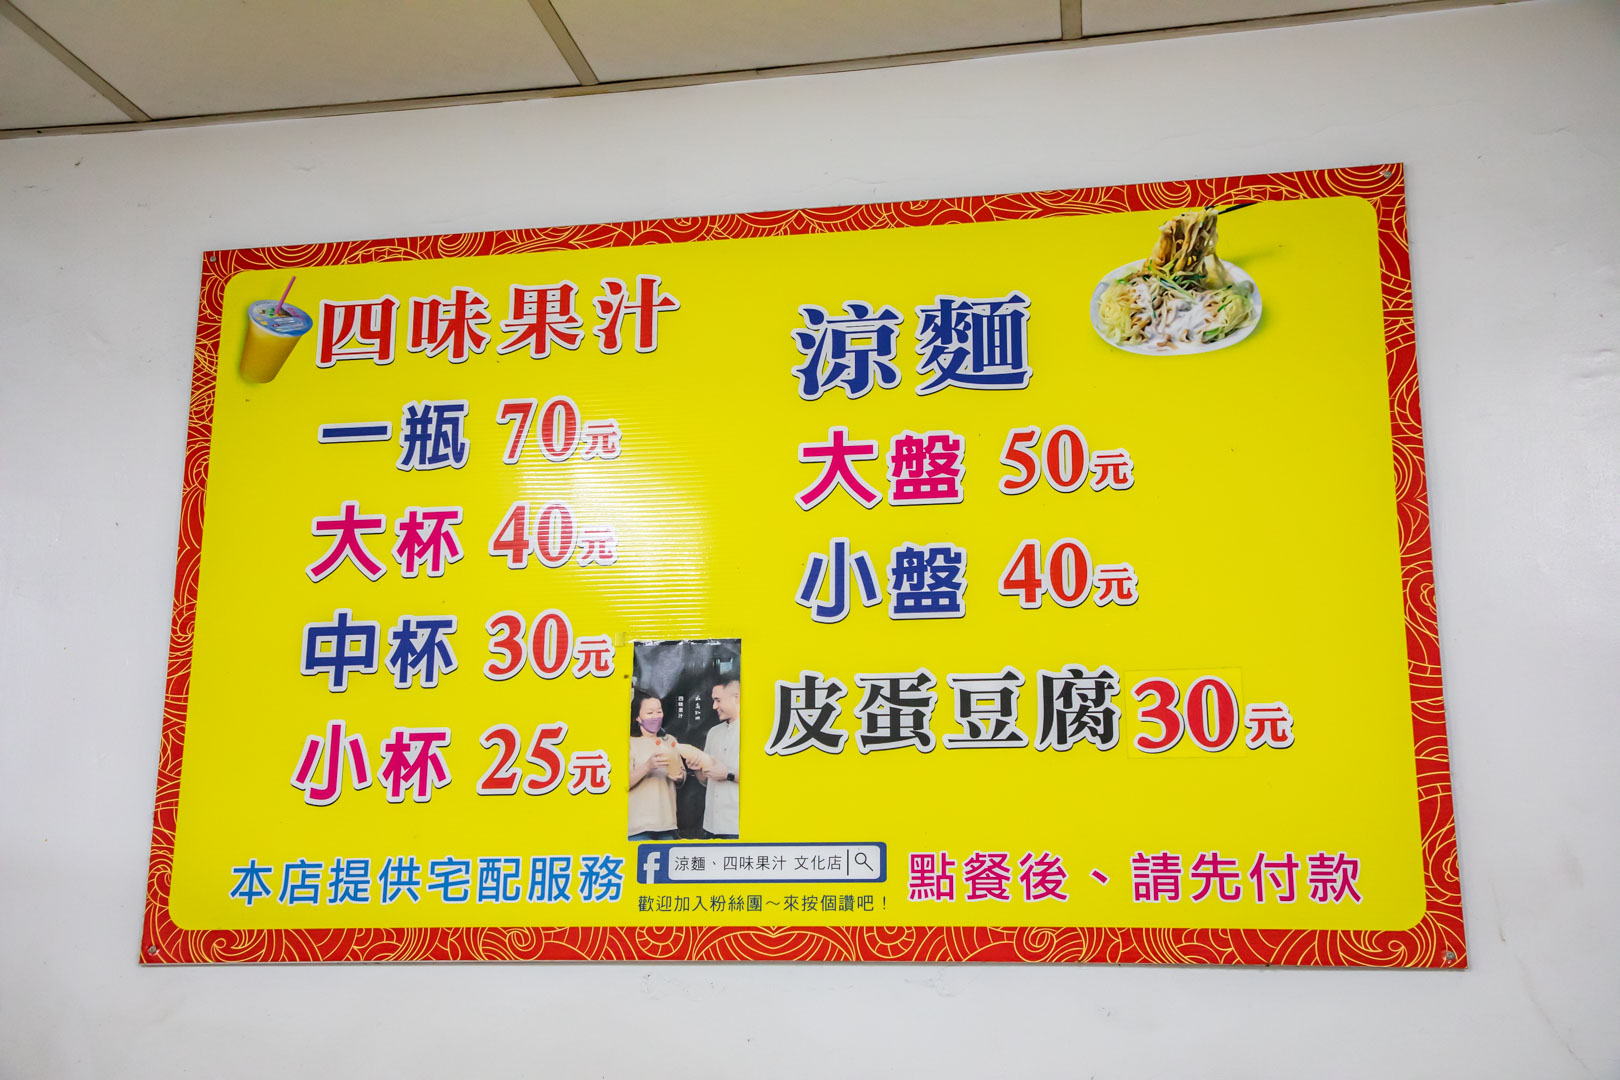 四味果汁
一瓶 70元
大杯 40元
中杯 30元
小杯 25元
涼麵
大盤 50元
小盤 40元
皮蛋豆腐30元
四味果汁
本店提供宅配服務
f 涼麵、四味果汁 文化店
歡迎加入粉絲團～來按個讚吧！
點餐後、請先付款